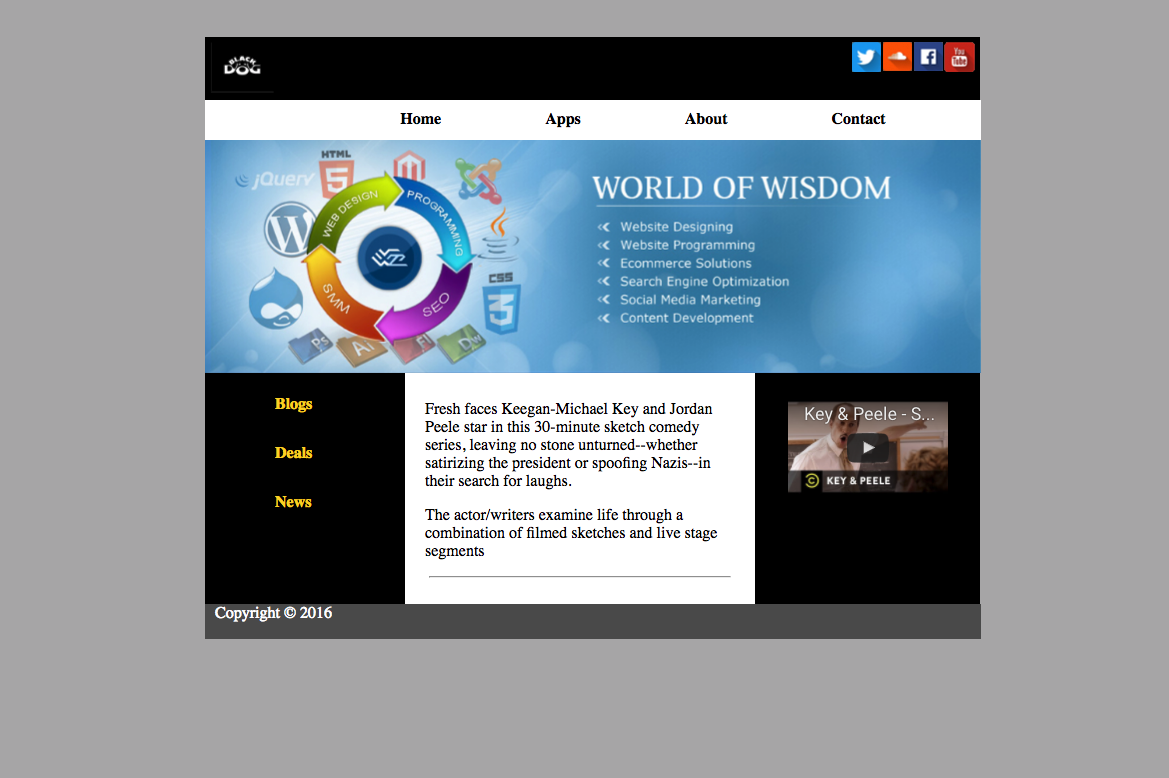 BLACK
DOG
You
Tube
Home Apps About Contact
HTML
5
jQuery
WEB DESIGN
PROGRAMMING
SEO
SMM
CSS
3
Ps
Ai
Fl
Dw
WORLD OF WISDOM
Website Designing
Website Programming
Ecommerce Solutions
Search Engine Optimization
Social Media Marketing
Content Development
Blogs
Deals
News
Fresh faces Keegan-Michael Key and Jordan
Peele star in this 30-minute sketch comedy
series, leaving no stone unturned--whether
satirizing the president or spoofing Nazis--in
their search for laughs.
The actor/writers examine life through a
combination of filmed sketches and live stage
segments
Key & Peele - S...
KEY & PEELE
Copyright © 2016